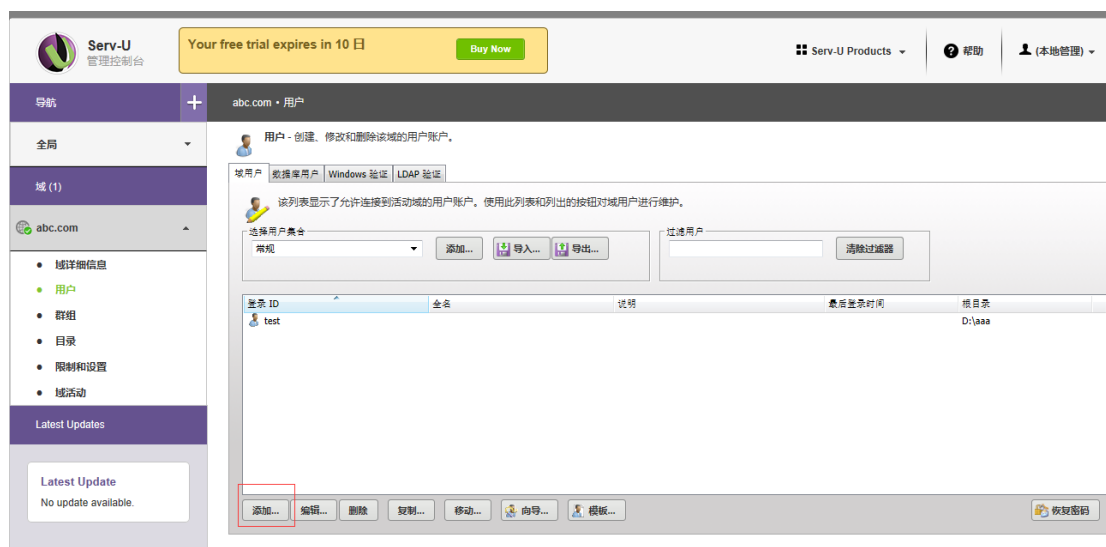 Serv-U
管理控制台
Your free trial expires in 10 日
Buy Now
Serv-U Products
帮助
(本地管理)
导航
abc.com • 用户
全局
用户 - 创建、修改和删除该域的用户账户。
域用户 数据库用户 Windows 验证 LDAP 验证
域 (1)
该列表显示了允许连接到活动域的用户账户。使用此列表和列出的按钮对域用户进行维护。
abc.com
选择用户集合
过滤用户
常规
添加... 导入... 导出...
清除过滤器
域详细信息
用户
群组
目录
限制和设置
域活动
登录 ID 全名 说明 最后登录时间 根目录
test D:\aaa
Latest Updates
Latest Update
No update available.
添加... 编辑... 删除 复制... 移动... 向导... 模板... 恢复密码